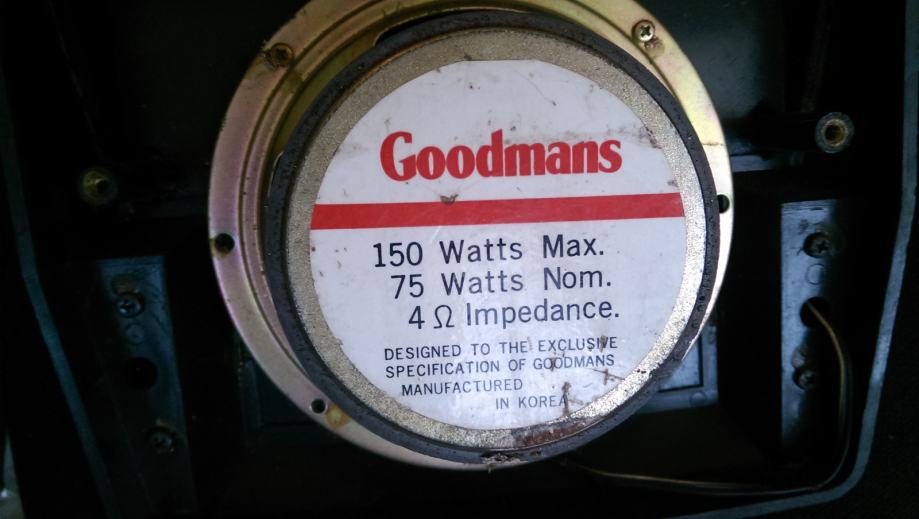 Goodmans
150 Watts Max.
75 Watts Nom.
4 Ω Impedance.
DESIGNED TO THE EXCLUSIVE
SPECIFICATION OF GOODMANS
MANUFACTURED
IN KOREA